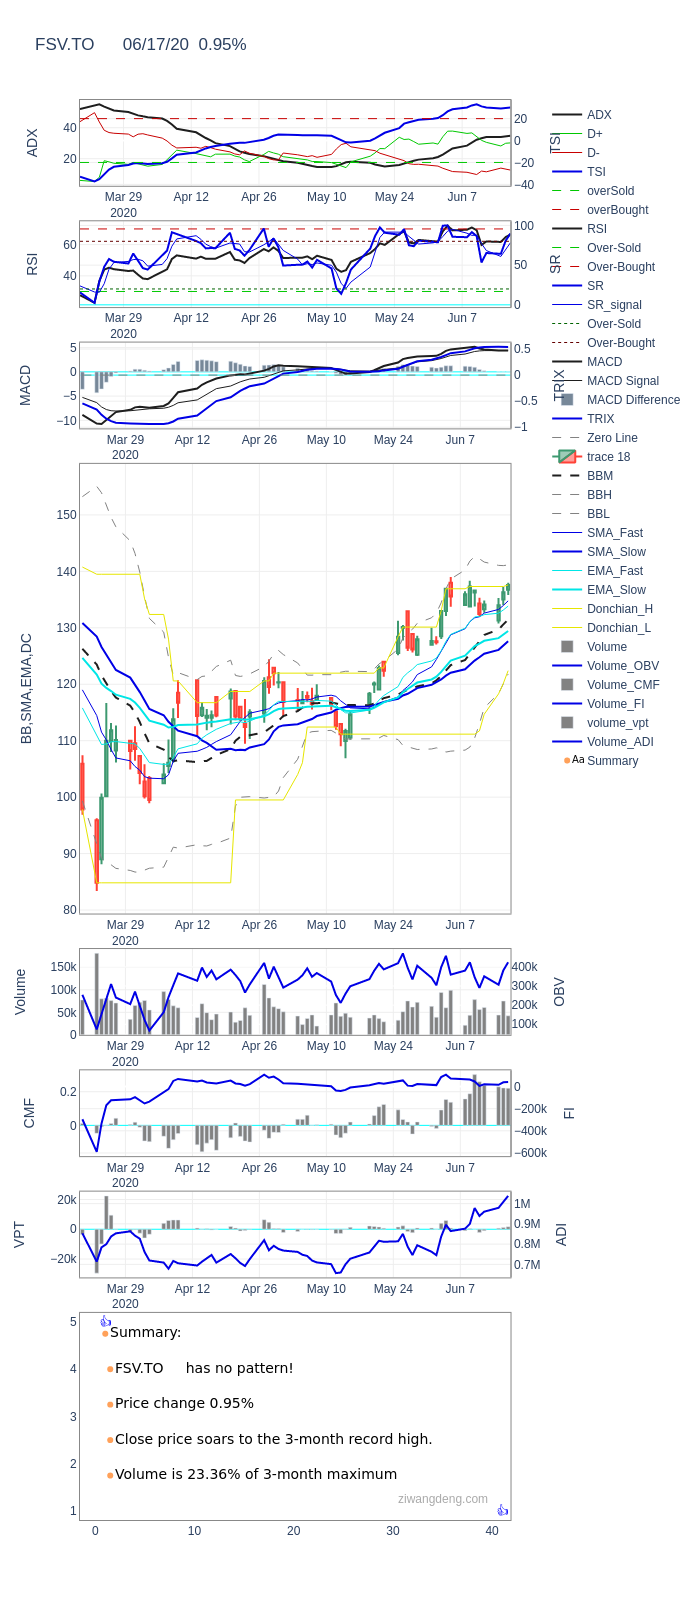 FSV.TO 06/17/20 0.95%
ADX
40
20
20
0
−20
−40
TSI
Mar 29 Apr 12 Apr 26 May 10 May 24 Jun 7
2020
RSI
60
40
100
50
0
SR
Mar 29 Apr 12 Apr 26 May 10 May 24 Jun 7
2020
MACD
5
0
−5
−10
0.5
0
−0.5
−1
TRIX
Mar 29 Apr 12 Apr 26 May 10 May 24 Jun 7
2020
BB,SMA,EMA,DC
150
140
130
120
110
100
90
80
Mar 29 Apr 12 Apr 26 May 10 May 24 Jun 7
2020
Volume
150k
100k
50k
0
400k
300k
200k
100k
OBV
Mar 29 Apr 12 Apr 26 May 10 May 24 Jun 7
2020
CMF
0.2
0
0
−200k
−400k
−600k
FI
Mar 29 Apr 12 Apr 26 May 10 May 24 Jun 7
2020
VPT
20k
0
−20k
1M
0.9M
0.8M
0.7M
ADI
Mar 29 Apr 12 Apr 26 May 10 May 24 Jun 7
2020
5
4
3
2
1
Summary:
FSV.TO has no pattern!
Price change 0.95%
Close price soars to the 3-month record high.
Volume is 23.36% of 3-month maximum
ziwangdeng.com
0 10 20 30 40
ADX
D+
D-
TSI
overSold
overBought
RSI
Over-Sold
Over-Bought
SR
SR_signal
Over-Sold
Over-Bought
MACD
MACD Signal
MACD Difference
TRIX
Zero Line
trace 18
BBM
BBH
BBL
SMA_Fast
SMA_Slow
EMA_Fast
EMA_Slow
Donchian_H
Donchian_L
Volume
Volume_OBV
Volume_CMF
Volume_FI
volume_vpt
Volume_ADI
Aa Summary